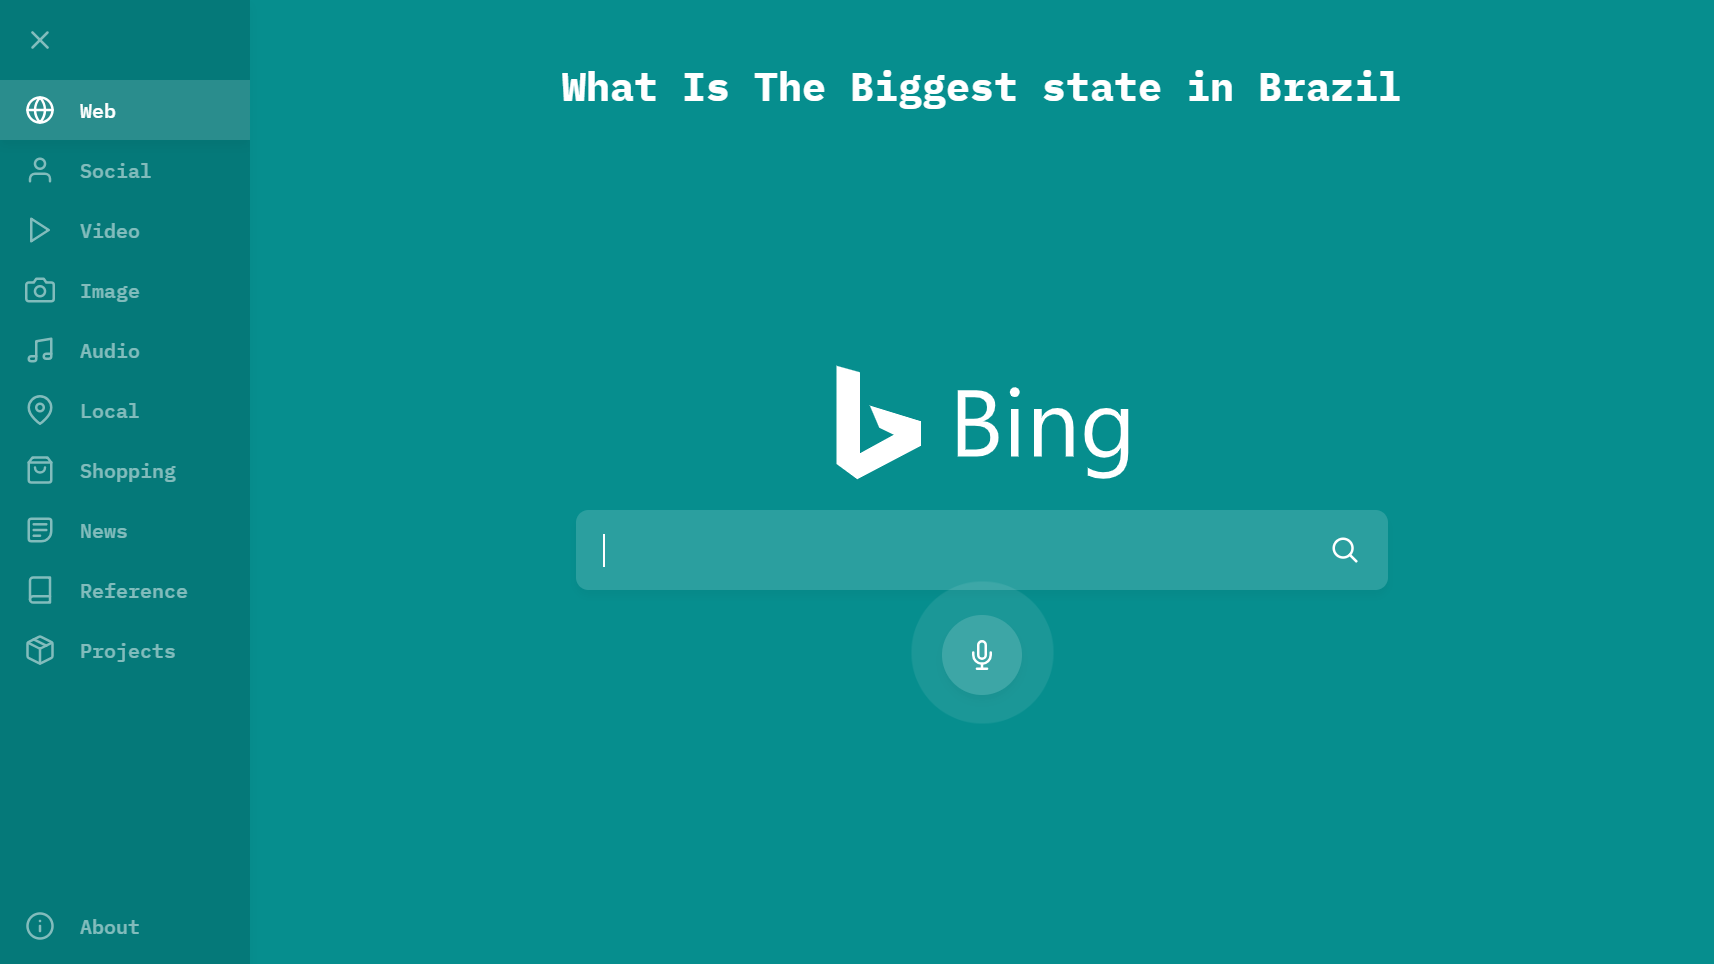 What Is The Biggest state in Brazil
Web
Social
Video
Image
Audio
Local
Shopping
News
Reference
Projects
About
Bing